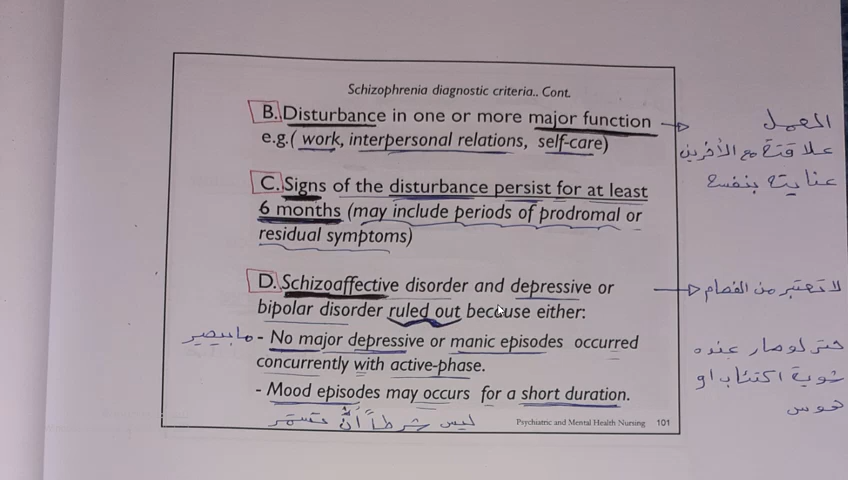 Schizophrenia diagnostic criteria.. Cont.
B. Disturbance in one or more major function
العمل
e.g.( work, interpersonal relations, self-care)
علاقته مع الآخرين
عنايته بنفسه
C. Signs of the disturbance persist for at least
6 months (may include periods of prodromal or
residual symptoms)
D. Schizoaffective disorder and depressive or
لا تعتبر من الفصام
bipolar disorder ruled out because either:
مابيصير
- No major depressive or manic episodes occurred
حتى لو صار عنده
concurrently with active-phase.
شوية اكتئاب او
- Mood episodes may occurs for a short duration.
هوس
ليس شرطاً أنُّ تستمر
Psychiatric and Mental Health Nursing 101